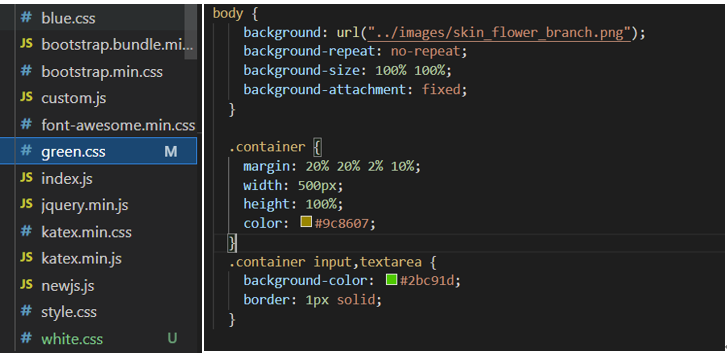 # blue.css
JS bootstrap.bundle.mi...
# bootstrap.min.css
JS custom.js
# font-awesome.min.css
# green.css M
JS index.js
JS jquery.min.js
# katex.min.css
JS katex.min.js
JS newjs.js
# style.css
# white.css U
body {
background: url("../images/skin_flower_branch.png");
background-repeat: no-repeat;
background-size: 100% 100%;
background-attachment: fixed;
}
.container {
margin: 20% 20% 2% 10%;
width: 500px;
height: 100%;
color: #9c8607;
}
.container input,textarea {
background-color: #2bc91d;
border: 1px solid;
}